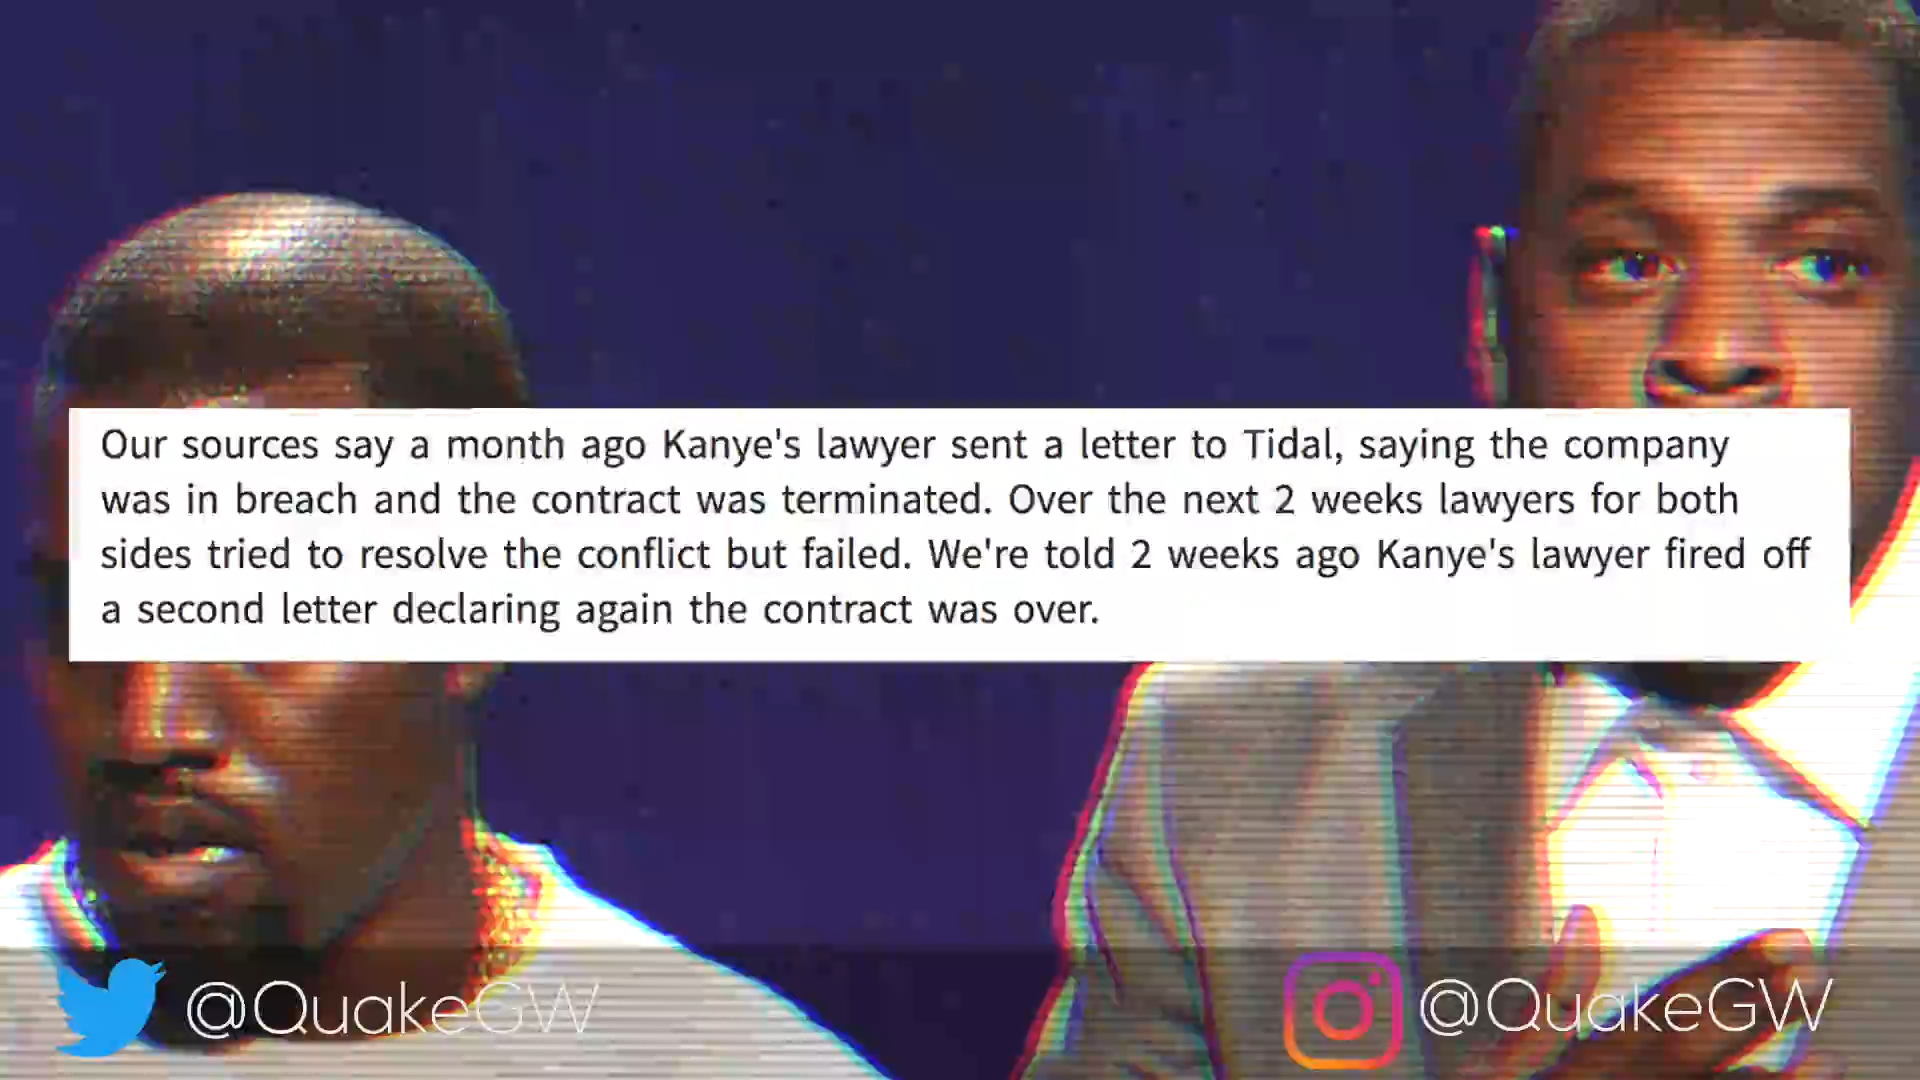 Our sources say a month ago Kanye's lawyer sent a letter to Tidal, saying the company
was in breach and the contract was terminated. Over the next 2 weeks lawyers for both
sides tried to resolve the conflict but failed. We're told 2 weeks ago Kanye's lawyer fired off
a second letter declaring again the contract was over.
@QuakeGW
@QuakeGW